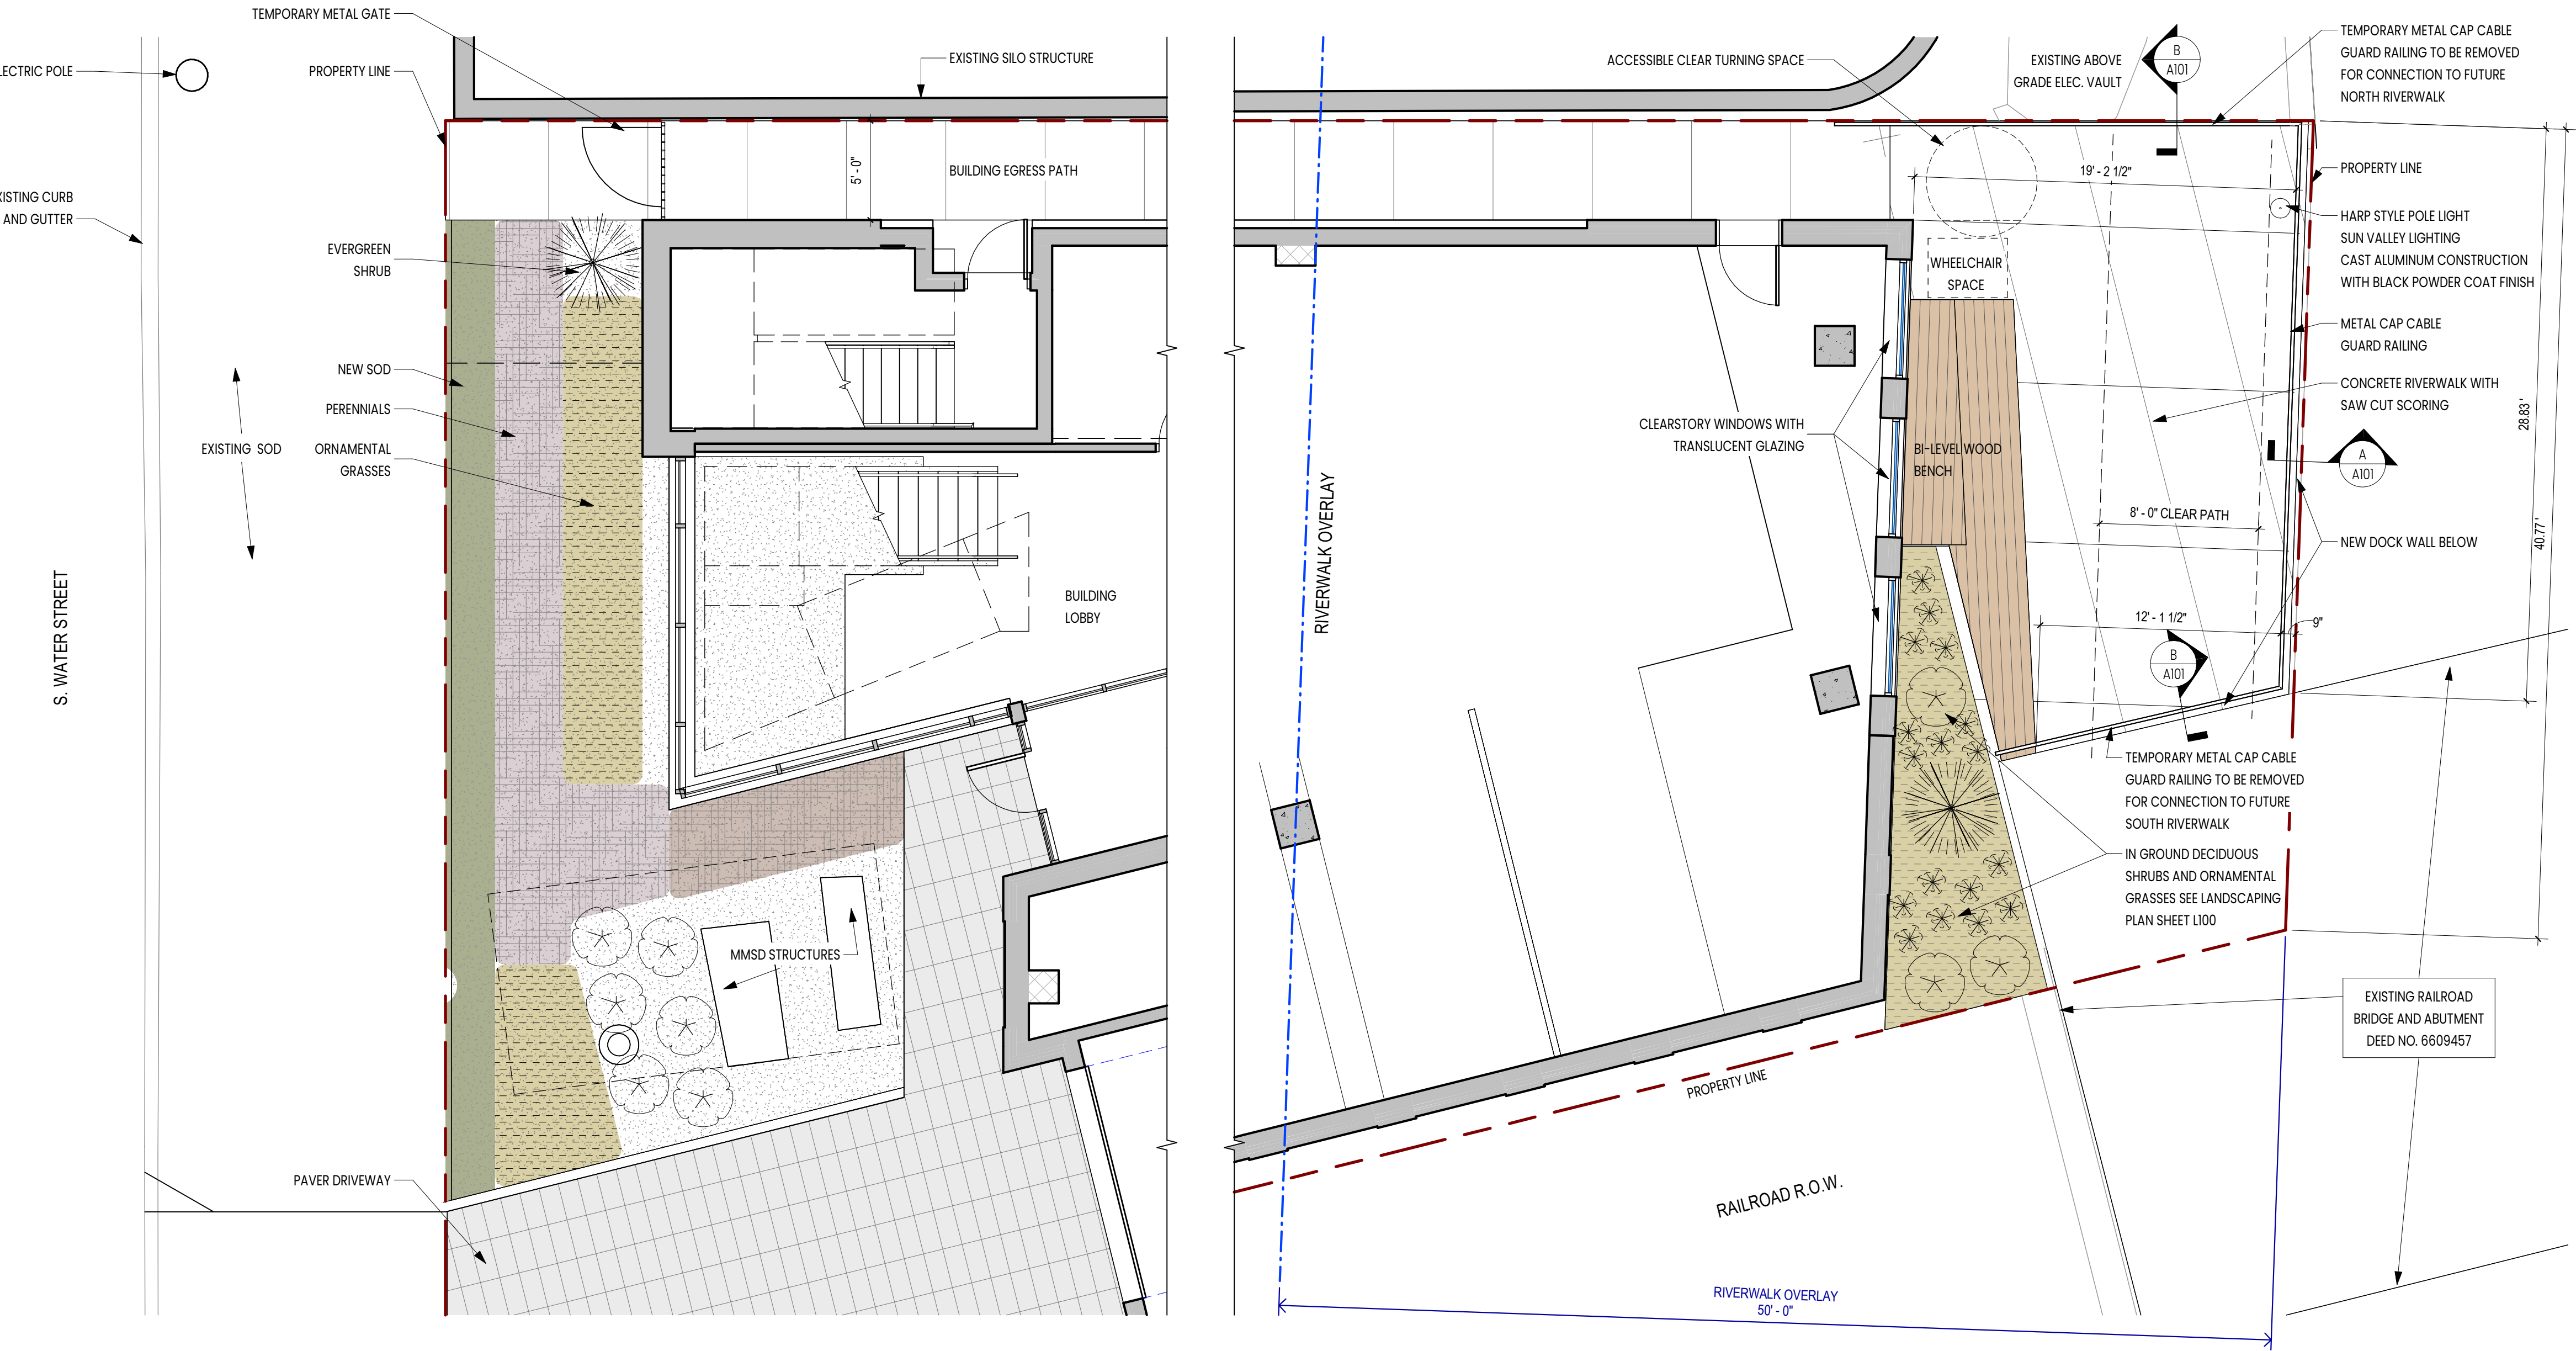 TEMPORARY METAL GATE
ELECTRIC POLE
PROPERTY LINE
EXISTING SILO STRUCTURE
EXISTING CURB
AND GUTTER
5' - 0"
BUILDING EGRESS PATH
EVERGREEN
SHRUB
NEW SOD
PERENNIALS
EXISTING SOD
ORNAMENTAL
GRASSES
S. WATER STREET
BUILDING
LOBBY
MMSD STRUCTURES
PAVER DRIVEWAY
RIVERWALK OVERLAY
ACCESSIBLE CLEAR TURNING SPACE
EXISTING ABOVE
GRADE ELEC. VAULT
B
A101
TEMPORARY METAL CAP CABLE
GUARD RAILING TO BE REMOVED
FOR CONNECTION TO FUTURE
NORTH RIVERWALK
19' - 2 1/2"
PROPERTY LINE
HARP STYLE POLE LIGHT
SUN VALLEY LIGHTING
CAST ALUMINUM CONSTRUCTION
WITH BLACK POWDER COAT FINISH
WHEELCHAIR
SPACE
METAL CAP CABLE
GUARD RAILING
CONCRETE RIVERWALK WITH
SAW CUT SCORING
28.83 '
40.77 '
CLEARSTORY WINDOWS WITH
TRANSLUCENT GLAZING
BI-LEVEL WOOD
BENCH
A
A101
8' - 0" CLEAR PATH
NEW DOCK WALL BELOW
12' - 1 1/2"
9"
B
A101
TEMPORARY METAL CAP CABLE
GUARD RAILING TO BE REMOVED
FOR CONNECTION TO FUTURE
SOUTH RIVERWALK
IN GROUND DECIDUOUS
SHRUBS AND ORNAMENTAL
GRASSES SEE LANDSCAPING
PLAN SHEET L100
EXISTING RAILROAD
BRIDGE AND ABUTMENT
DEED NO. 6609457
PROPERTY LINE
RAILROAD R.O.W.
RIVERWALK OVERLAY
50' - 0"